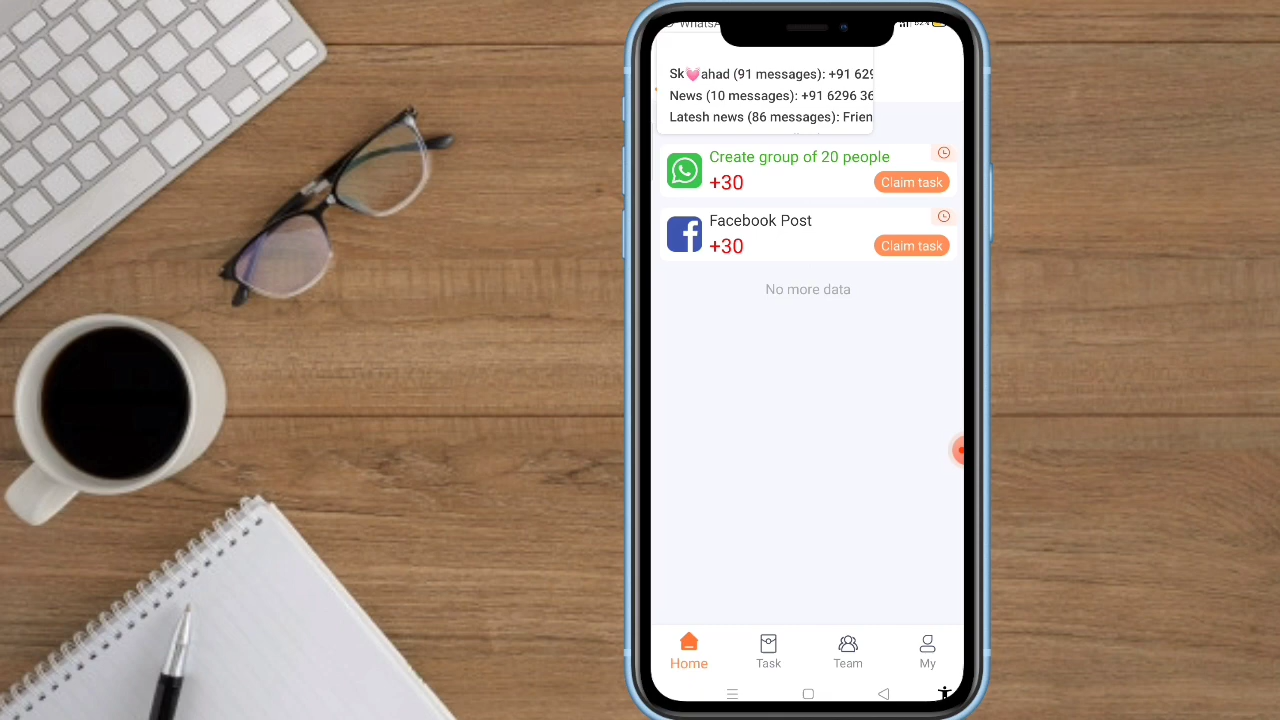 Sk💗ahad (91 messages): +91 629
News (10 messages): +91 6296 36
Latesh news (86 messages): Frien
Create group of 20 people
+30
Claim task
Facebook Post
+30
Claim task
No more data
Home
Task
Team
My